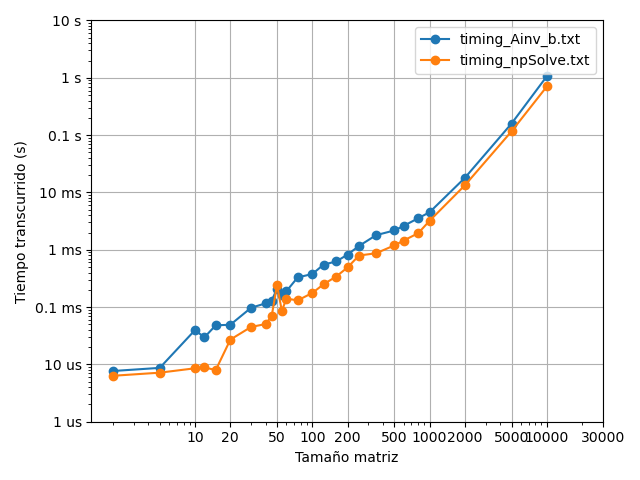 timing_Ainv_b.txt
timing_npSolve.txt
10 s
1 s
0.1 s
10 ms
1 ms
0.1 ms
10 us
1 us
Tiempo transcurrido (s)
10 20 50 100 200 500 1000 2000 5000 10000 30000
Tamaño matriz